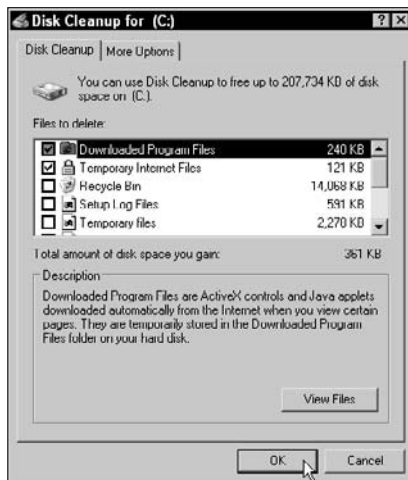 Disk Cleanup for (C:)
Disk Cleanup More Options
You can use Disk Cleanup to free up to 207,734 KB of disk
space on (C:).
Files to delete:
Downloaded Program Files 240 KB
Temporary Internet Files 121 KB
Recycle Bin 14,068 KB
Setup Log Files 591 KB
Temporary files 2,270 KB
Total amount of disk space you gain: 361 KB
Description
Downloaded Program Files are ActiveX controls and Java applets
downloaded automatically from the Internet when you view certain
pages. They are temporarily stored in the Downloaded Program
Files folder on your hard disk.
View Files
OK Cancel